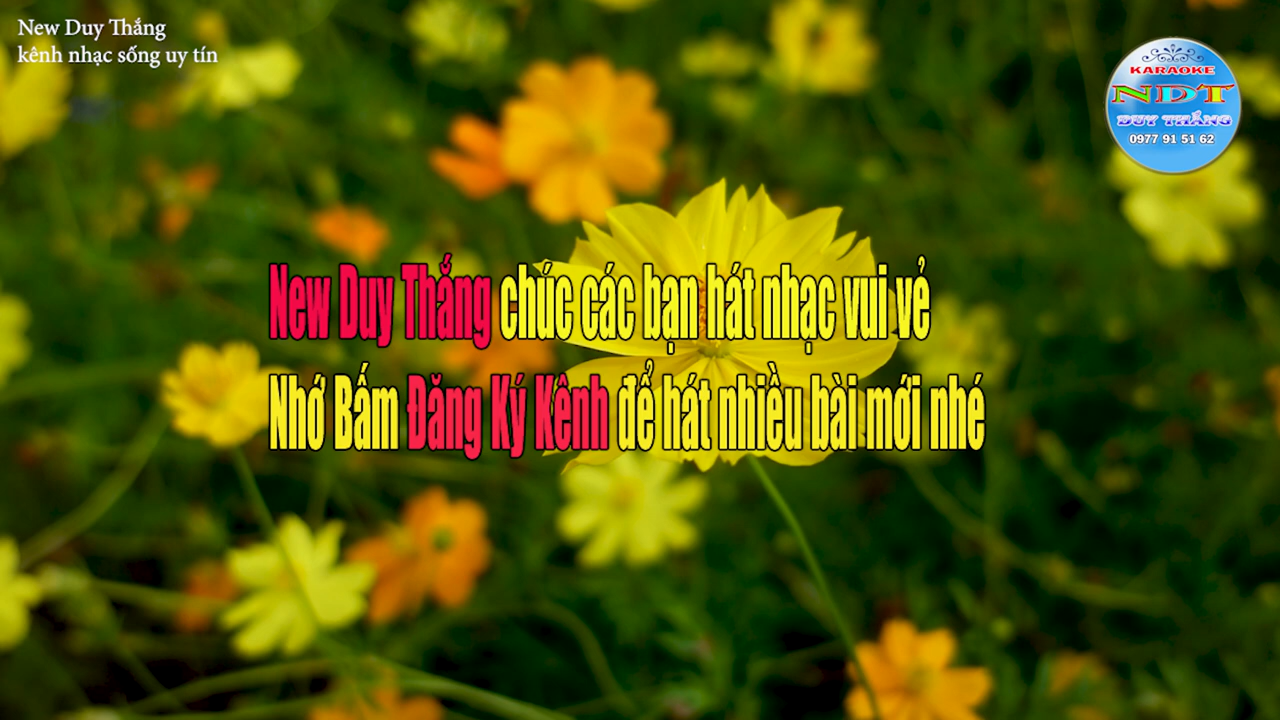 New Duy Thắng
kênh nhạc sống uy tín
KARAOKE
NDT
DUY THẮNG
0977 91 51 62
New Duy Thắng chúc các bạn hát nhạc vui vẻ
Nhớ Bấm Đăng Ký Kênh để hát nhiều bài mới nhé